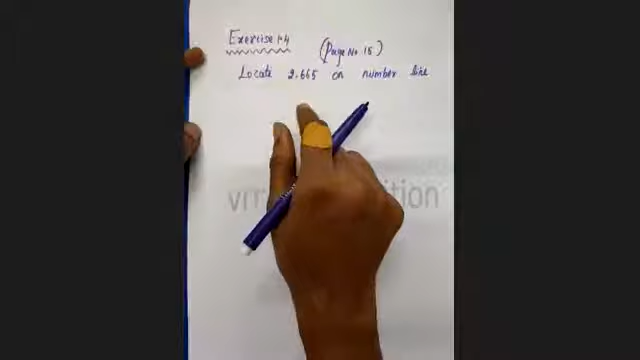 Exercise 1.4
(Page No 15)
Locate 2.665 on number line